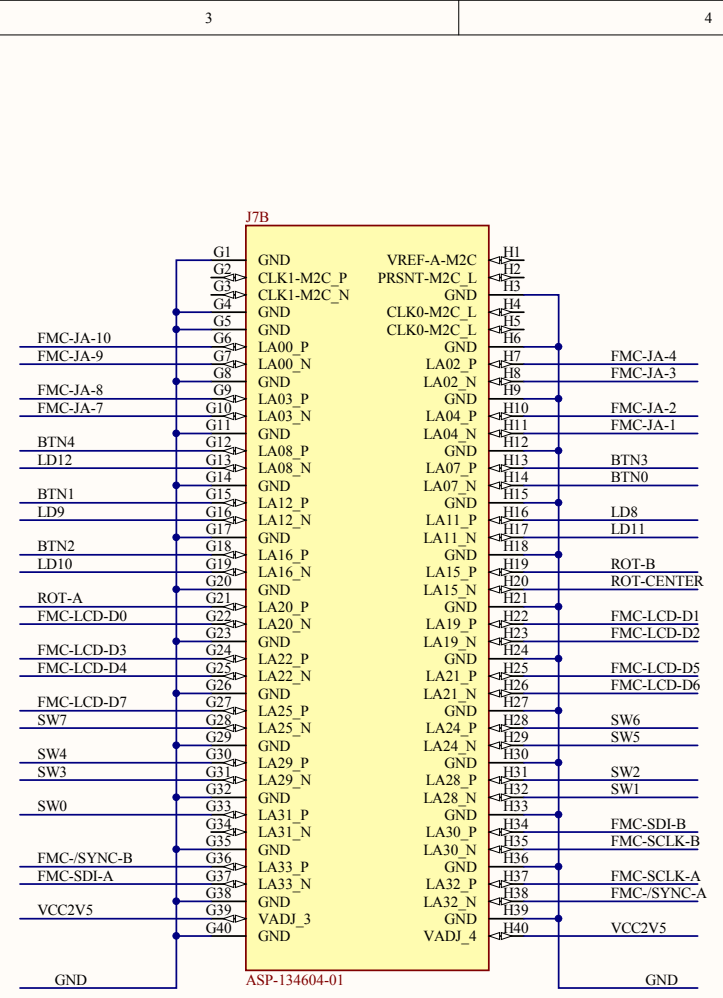 3 4
J7B
G1 GND VREF-A-M2C H1
G2 CLK1-M2C_P PRSNT-M2C_L H2
G3 CLK1-M2C_N GND H3
G4 GND CLK0-M2C_L H4
G5 GND CLK0-M2C_L H5
FMC-JA-10 G6 LA00_P GND H6
FMC-JA-9 G7 LA00_N LA02_P H7 FMC-JA-4
G8 GND LA02_N H8 FMC-JA-3
FMC-JA-8 G9 LA03_P GND H9
FMC-JA-7 G10 LA03_N LA04_P H10 FMC-JA-2
G11 GND LA04_N H11 FMC-JA-1
BTN4 G12 LA08_P GND H12
LD12 G13 LA08_N LA07_P H13 BTN3
G14 GND LA07_N H14 BTN0
BTN1 G15 LA12_P GND H15
LD9 G16 LA12_N LA11_P H16 LD8
G17 GND LA11_N H17 LD11
BTN2 G18 LA16_P GND H18
LD10 G19 LA16_N LA15_P H19 ROT-B
G20 GND LA15_N H20 ROT-CENTER
ROT-A G21 LA20_P GND H21
FMC-LCD-D0 G22 LA20_N LA19_P H22 FMC-LCD-D1
G23 GND LA19_N H23 FMC-LCD-D2
FMC-LCD-D3 G24 LA22_P GND H24
FMC-LCD-D4 G25 LA22_N LA21_P H25 FMC-LCD-D5
G26 GND LA21_N H26 FMC-LCD-D6
FMC-LCD-D7 G27 LA25_P GND H27
SW7 G28 LA25_N LA24_P H28 SW6
G29 GND LA24_N H29 SW5
SW4 G30 LA29_P GND H30
SW3 G31 LA29_N LA28_P H31 SW2
G32 GND LA28_N H32 SW1
SW0 G33 LA31_P GND H33
G34 LA31_N LA30_P H34 FMC-SDI-B
G35 GND LA30_N H35 FMC-SCLK-B
FMC-/SYNC-B G36 LA33_P GND H36
FMC-SDI-A G37 LA33_N LA32_P H37 FMC-SCLK-A
G38 GND LA32_N H38 FMC-/SYNC-A
VCC2V5 G39 VADJ_3 GND H39
G40 GND VADJ_4 H40 VCC2V5
GND ASP-134604-01 GND